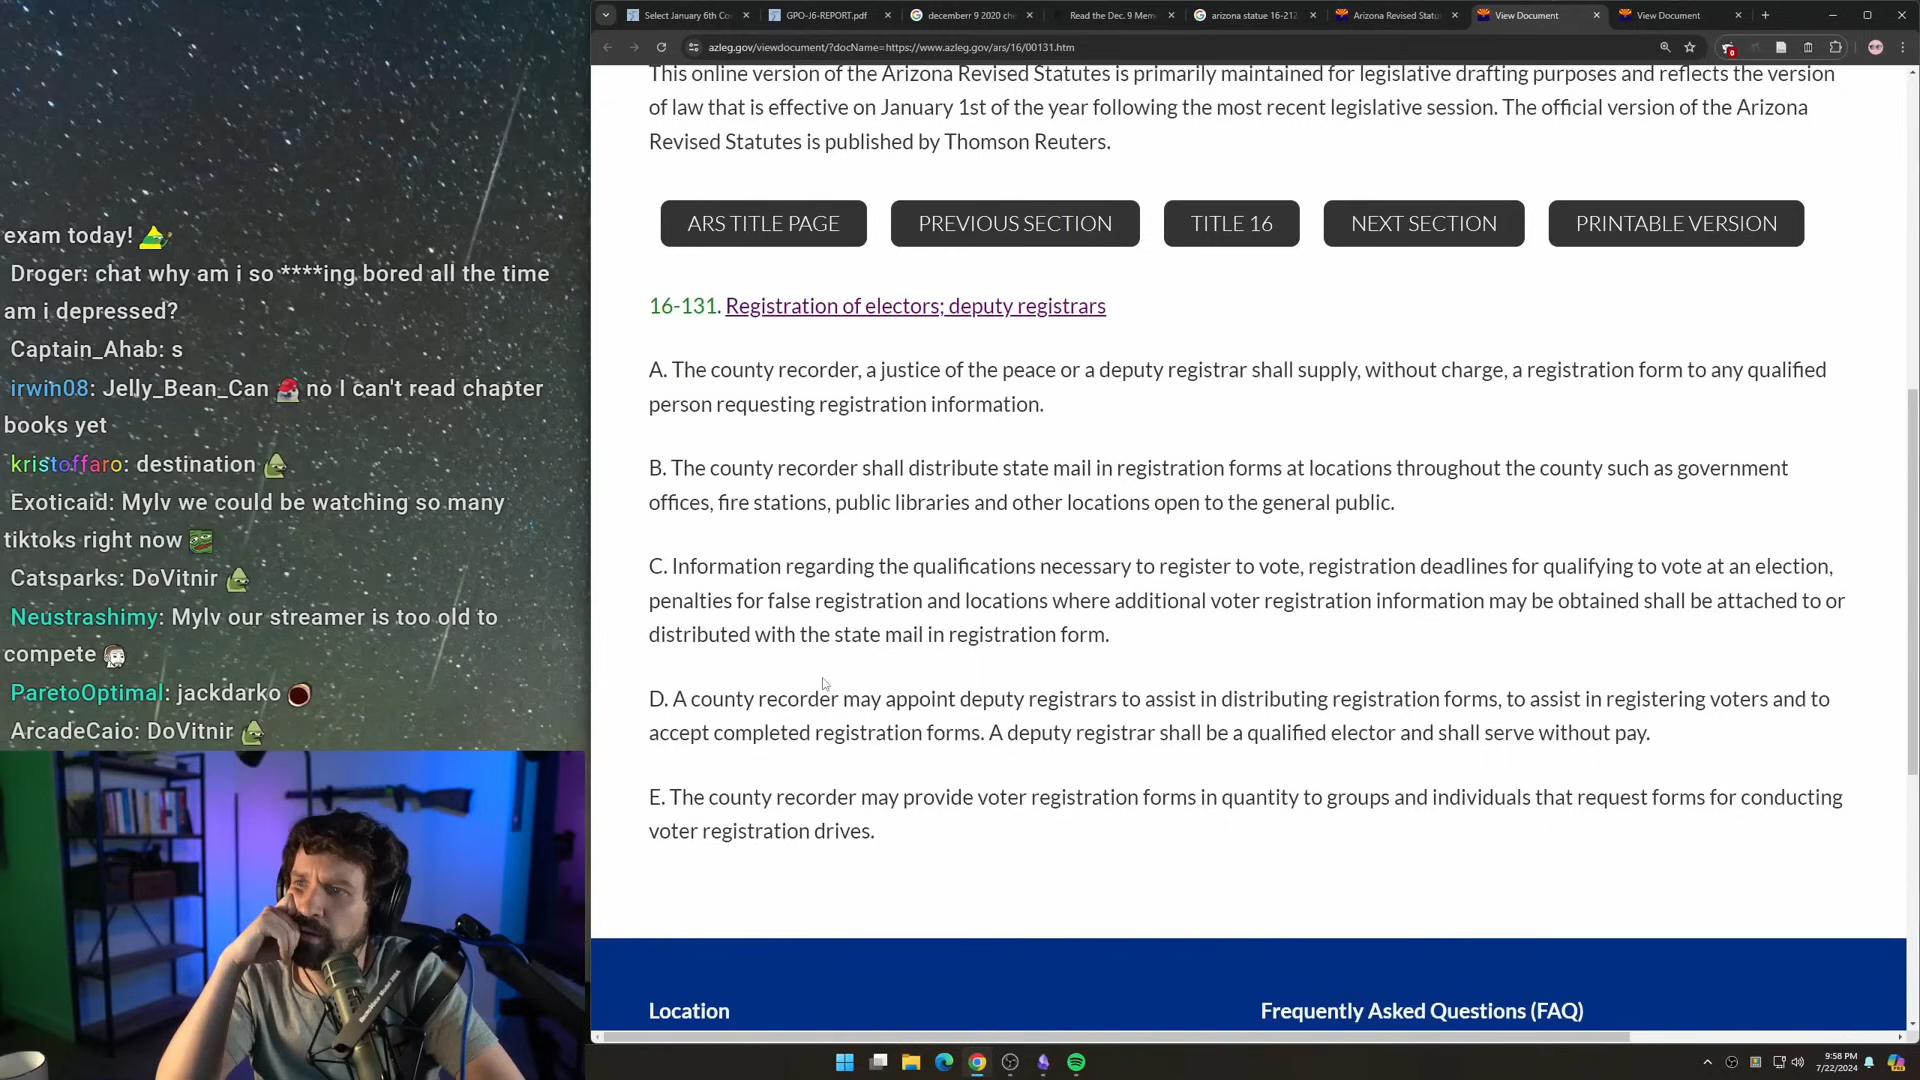 Select January 6th Co
GPO-J6-REPORT.pdf
decemberr 9 2020 che
Read the Dec. 9 Mem
arizona statue 16-212
Arizona Revised Statu
View Document
View Document
azleg.gov/viewdocument/?docName=https://www.azleg.gov/ars/16/00131.htm
This online version of the Arizona Revised Statutes is primarily maintained for legislative drafting purposes and reflects the version
of law that is effective on January 1st of the year following the most recent legislative session. The official version of the Arizona
Revised Statutes is published by Thomson Reuters.
ARS TITLE PAGE
PREVIOUS SECTION
TITLE 16
NEXT SECTION
PRINTABLE VERSION
16-131. Registration of electors; deputy registrars
A. The county recorder, a justice of the peace or a deputy registrar shall supply, without charge, a registration form to any qualified
person requesting registration information.
B. The county recorder shall distribute state mail in registration forms at locations throughout the county such as government
offices, fire stations, public libraries and other locations open to the general public.
C. Information regarding the qualifications necessary to register to vote, registration deadlines for qualifying to vote at an election,
penalties for false registration and locations where additional voter registration information may be obtained shall be attached to or
distributed with the state mail in registration form.
D. A county recorder may appoint deputy registrars to assist in distributing registration forms, to assist in registering voters and to
accept completed registration forms. A deputy registrar shall be a qualified elector and shall serve without pay.
E. The county recorder may provide voter registration forms in quantity to groups and individuals that request forms for conducting
voter registration drives.
Location
Frequently Asked Questions (FAQ)
exam today!
Droger: chat why am i so ****ing bored all the time
am i depressed?
Captain_Ahab: s
irwin08: Jelly_Bean_Can no I can't read chapter
books yet
kristoffaro: destination
Exoticaid: Mylv we could be watching so many
tiktoks right now
Catsparks: DoVitnir
Neustrashimy: Mylv our streamer is too old to
compete
ParetoOptimal: jackdarko
ArcadeCaio: DoVitnir
9:58 PM
7/22/2024